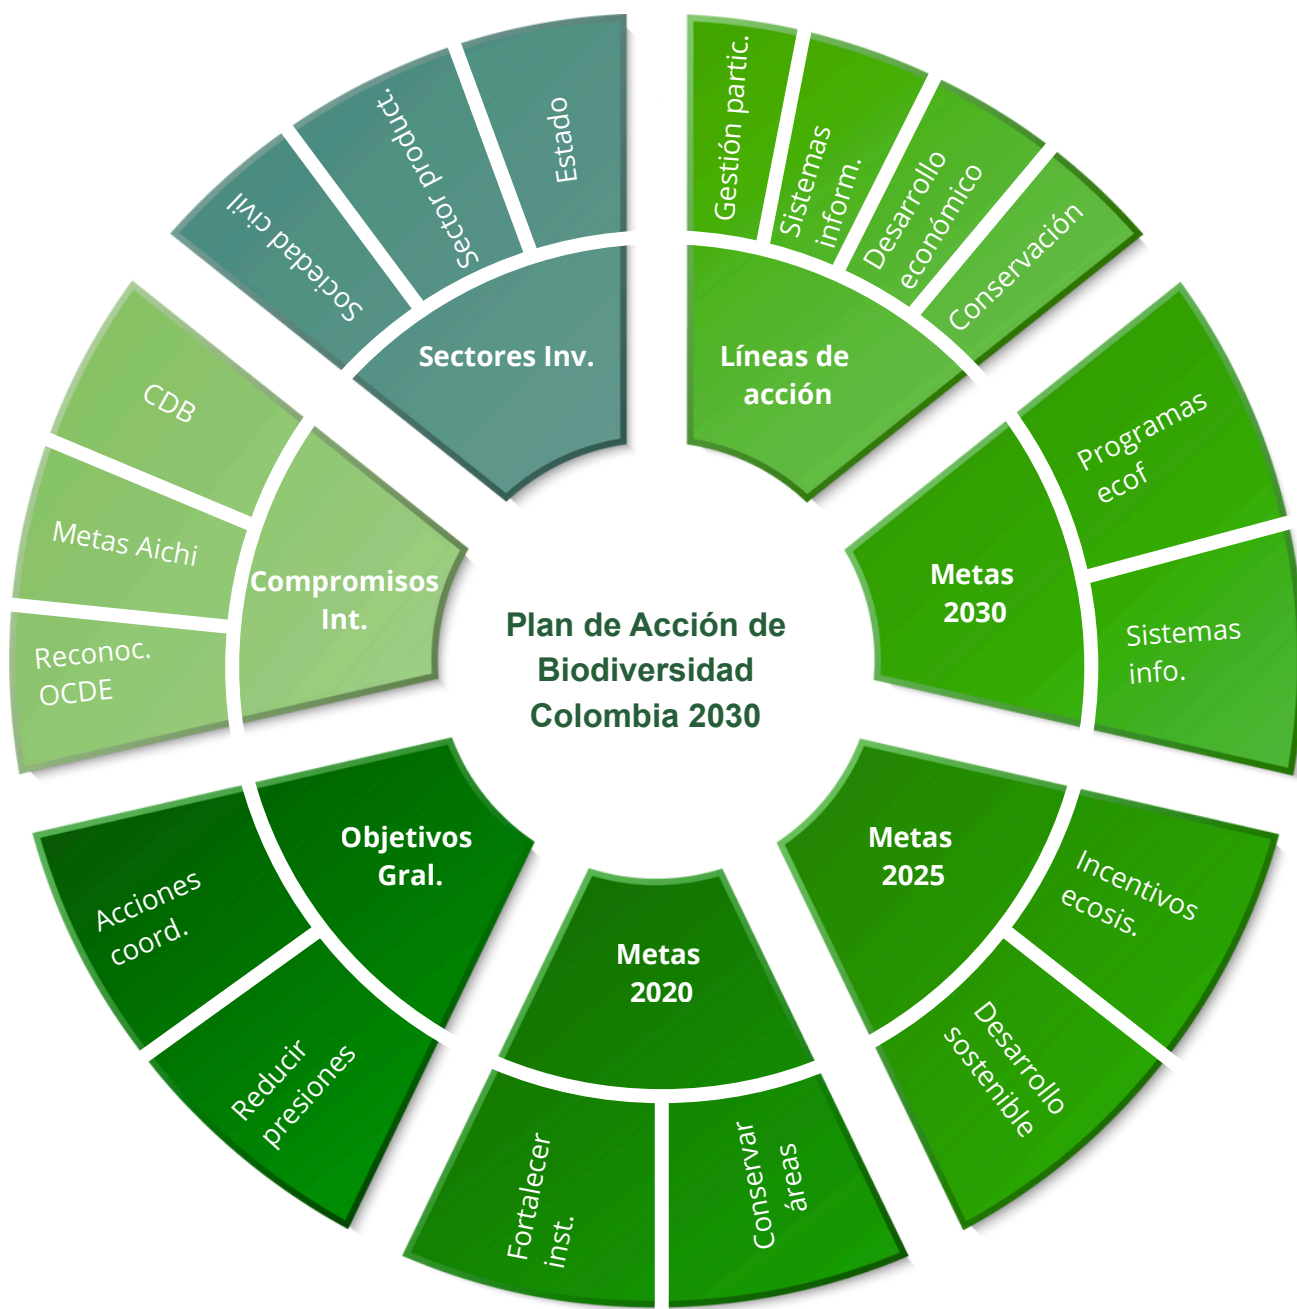 Plan de Acción de
Biodiversidad
Colombia 2030
Líneas de
acción
Gestión partic.
Sistemas
inform.
Desarrollo
económico
Conservación
Metas
2030
Programas
ecof
Sistemas
info.
Metas
2025
Incentivos
ecosis.
Desarrollo
sostenible
Metas
2020
Conservar
áreas
Fortalecer
inst.
Objetivos
Gral.
Reducir
presiones
Acciones
coord.
Compromisos
Int.
Reconoc.
OCDE
Metas Aichi
CDB
Sectores Inv.
Sociedad civil
Sector product.
Estado